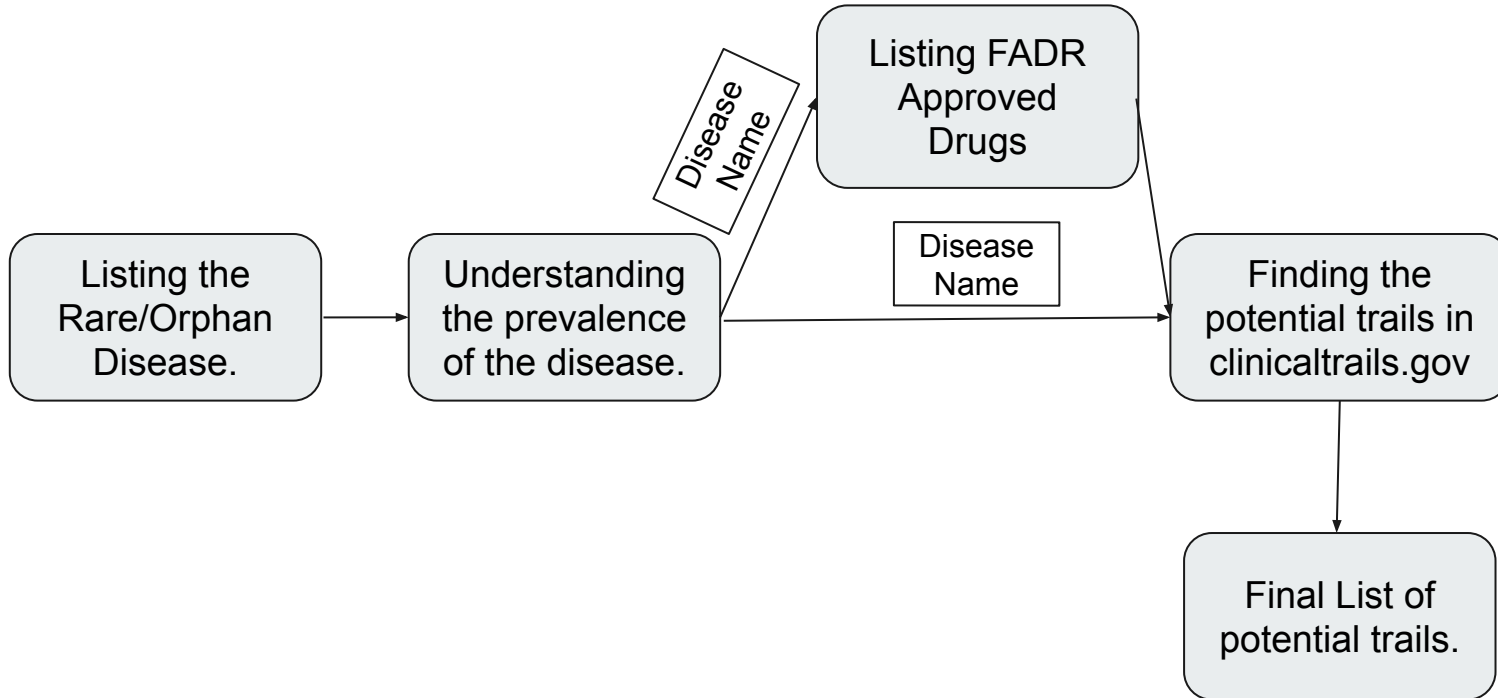 Listing the
Rare/Orphan
Disease.
Understanding
the prevalence
of the disease.
Disease
Name
Listing FADR
Approved
Drugs
Disease
Name
Finding the
potential trails in
clinicaltrails.gov
Final List of
potential trails.